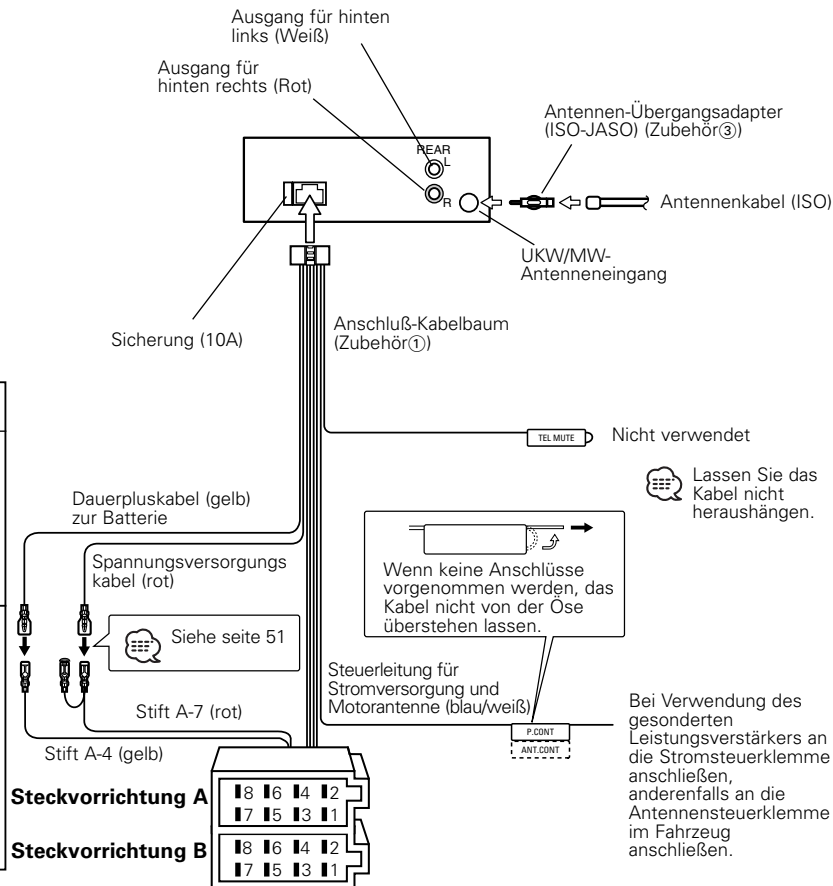 Ausgang für hinten
links (Weiß)
Ausgang für
hinten rechts (Rot)
Antennen-Übergangsadapter
(ISO-JASO) (Zubehör③)
REAR
L
R
Antennenkabel (ISO)
UKW/MW-
Antenneneingang
Sicherung (10A)
Anschluß-Kabelbaum
(Zubehör①)
TEL MUTE
Nicht verwendet
Lassen Sie das
Kabel nicht
heraushängen.
Dauerpluskabel (gelb)
zur Batterie
Spannungsversorgungs
kabel (rot)
Wenn keine Anschlüsse
vorgenommen werden, das
Kabel nicht von der Öse
überstehen lassen.
Siehe seite 51
Steuerleitung für
Stromversorgung und
Motorantenne (blau/weiß)
P.CONT
ANT.CONT
Bei Verwendung des
gesonderten
Leistungsverstärkers an
die Stromsteuerklemme
anschließen,
anderenfalls an die
Antennensteuerklemme
im Fahrzeug
anschließen.
Stift A-7 (rot)
Stift A-4 (gelb)
Steckvorrichtung A
8 6 4 2
7 5 3 1
Steckvorrichtung B
8 6 4 2
7 5 3 1